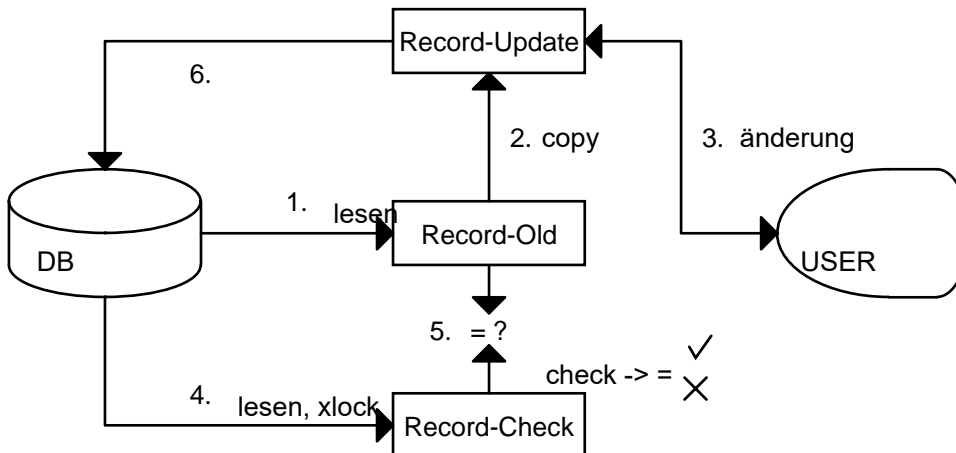 Record-Update
6.
2. copy
3. änderung
1. lesen
Record-Old
DB
USER
5. = ?
check -> =
4. lesen, xlock
Record-Check